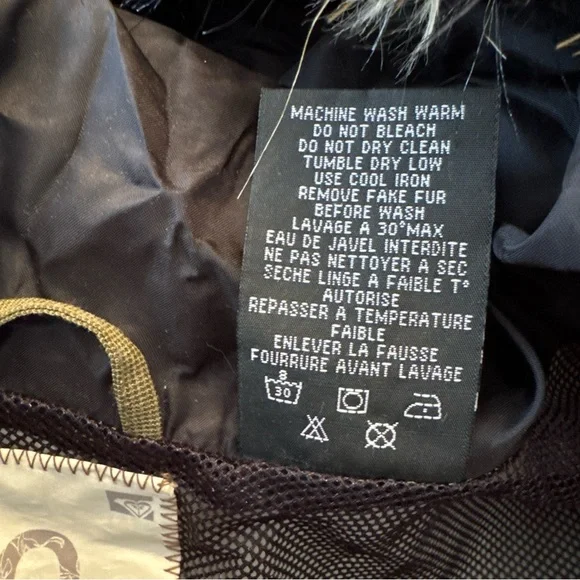 MACHINE WASH WARM
DO NOT BLEACH
DO NOT DRY CLEAN
TUMBLE DRY LOW
USE COOL IRON
REMOVE FAKE FUR
BEFORE WASH
LAVAGE A 30°MAX
EAU DE JAVEL INTERDITE
NE PAS NETTOYER A SEC
SECHE LINGE A FAIBLE T°
AUTORISE
REPASSER A TEMPERATURE
FAIBLE
ENLEVER LA FAUSSE
FOURRURE AVANT LAVAGE
8
30